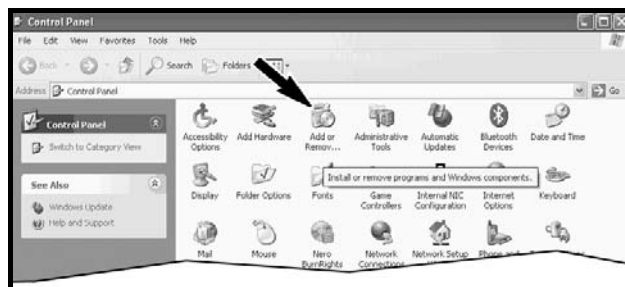 Control Panel
File Edit View Favorites Tools Help
Back Search Folders
Address Control Panel Go
Control Panel
Switch to Category View
See Also
Windows Update
Help and Support
Accessibility Options
Add Hardware
Add or Remov...
Administrative Tools
Automatic Updates
Bluetooth Devices
Date and Time
Install or remove programs and Windows components.
Display
Folder Options
Fonts
Game Controllers
Internal NIC Configuration
Internet Options
Keyboard
Mail
Mouse
Nero BurnRights
Network Connections
Network Setup
Phone and